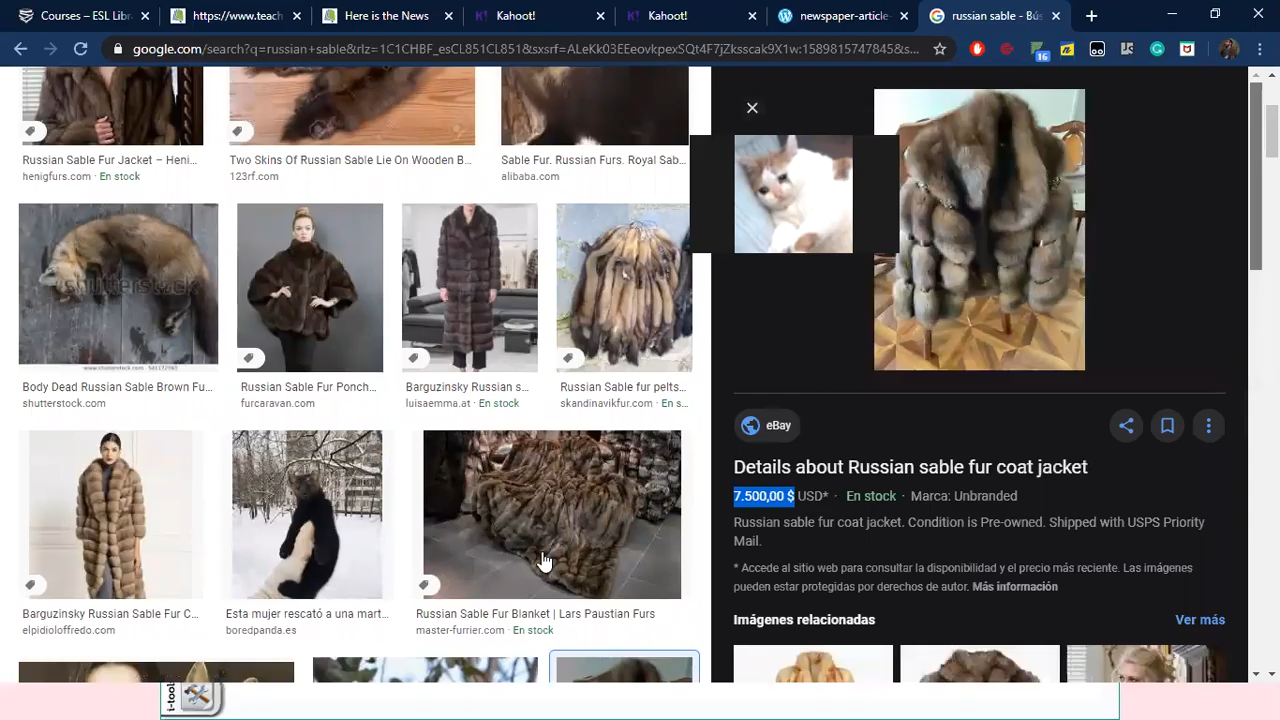 Courses – ESL Libr
https://www.teach
Here is the News
Kahoot!
Kahoot!
newspaper-article-
russian sable - Bús
google.com/search?q=russian+sable&rlz=1C1CHBF_esCL851CL851&sxsrf=ALeKk03EEeovkpexSQt4F7jZksscak9X1w:1589815747845&s...
16
Russian Sable Fur Jacket – Heni...
henigfurs.com · En stock
Two Skins Of Russian Sable Lie On Wooden B...
123rf.com
Sable Fur. Russian Furs. Royal Sab...
alibaba.com
shutterstock
Body Dead Russian Sable Brown Fu...
shutterstock.com
Russian Sable Fur Ponch...
furcaravan.com
Barguzinsky Russian s...
luisaemma.at · En stock
Russian Sable fur pelts...
skandinavikfur.com · En s...
Barguzinsky Russian Sable Fur C...
elpidioloffredo.com
Esta mujer rescató a una mart...
boredpanda.es
Russian Sable Fur Blanket | Lars Paustian Furs
master-furrier.com · En stock
eBay
Details about Russian sable fur coat jacket
7.500,00 $ USD* · En stock · Marca: Unbranded
Russian sable fur coat jacket. Condition is Pre-owned. Shipped with USPS Priority
Mail.
* Accede al sitio web para consultar la disponibilidad y el precio más reciente. Las imágenes
pueden estar protegidas por derechos de autor. Más información
Imágenes relacionadas
Ver más
i-tool